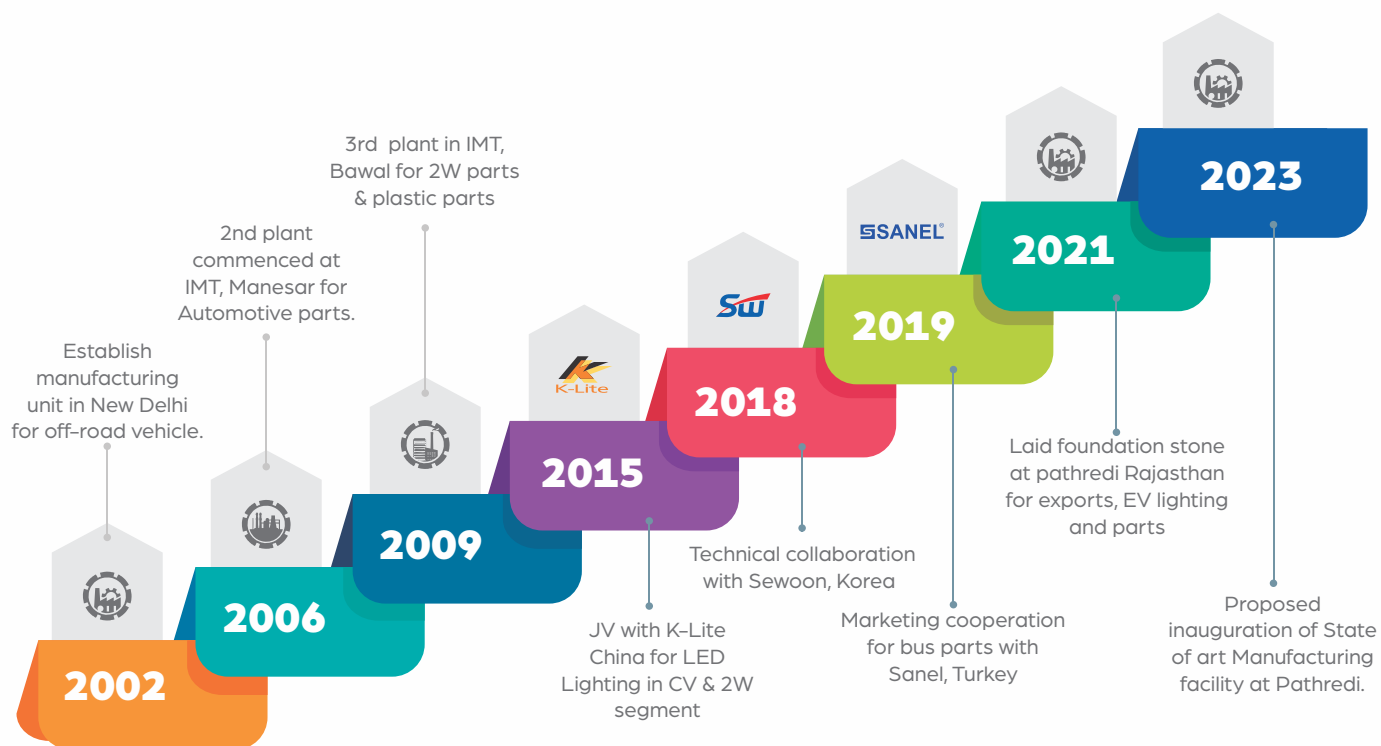 2002
Establish
manufacturing
unit in New Delhi
for off-road vehicle.
2006
2nd plant
commenced at
IMT, Manesar for
Automotive parts.
2009
3rd plant in IMT,
Bawal for 2W parts
& plastic parts
K-Lite
2015
JV with K-Lite
China for LED
Lighting in CV & 2W
segment
SW
2018
Technical collaboration
with Sewoon, Korea
SANEL®
2019
Marketing cooperation
for bus parts with
Sanel, Turkey
2021
Laid foundation stone
at pathredi Rajasthan
for exports, EV lighting
and parts
2023
Proposed
inauguration of State
of art Manufacturing
facility at Pathredi.